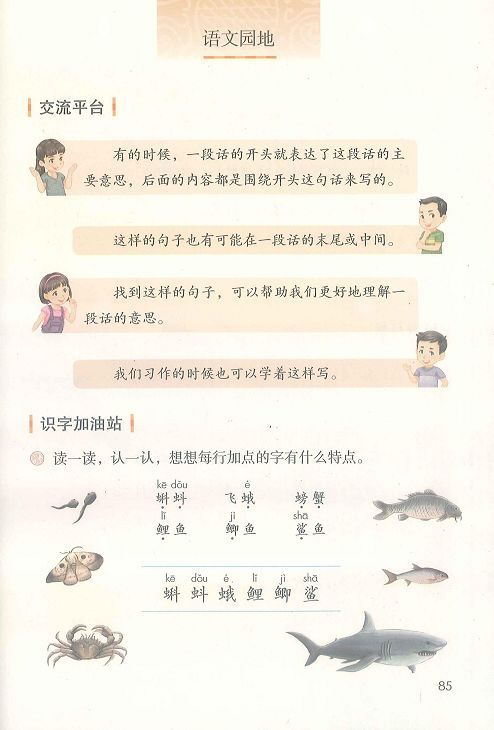 语文园地
交流平台
有的时候，一段话的开头就表达了这段话的主
要意思，后面的内容都是围绕开头这句话来写的。
这样的句子也有可能在一段话的末尾或中间。
找到这样的句子，可以帮助我们更好地理解一
段话的意思。
我们习作的时候也可以学着这样写。
识字加油站
读一读，认一认，想想每行加点的字有什么特点。
kē dǒu é
蝌蚪 飞蛾 螃蟹
lǐ jì shā
鲤鱼 鲫鱼 鲨鱼
kē dǒu é lǐ jì shā
蝌 蚪 蛾 鲤 鲫 鲨
85